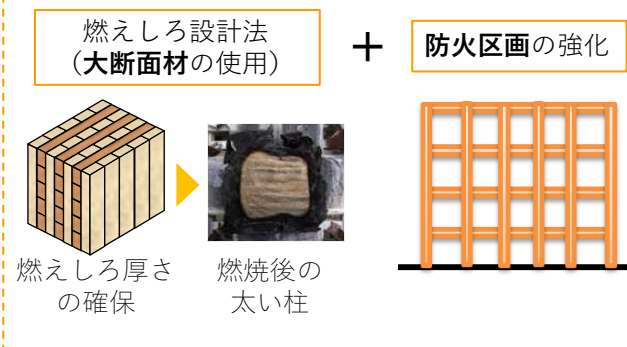 燃えしろ設計法
（大断面材の使用）
＋
防火区画の強化
燃えしろ厚さ
の確保
燃焼後の
太い柱